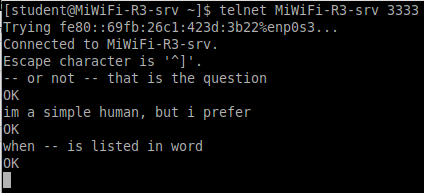 [student@MiWiFi-R3-srv ~]$ telnet MiWiFi-R3-srv 3333
Trying fe80::69fb:26c1:423d:3b22%enp0s3...
Connected to MiWiFi-R3-srv.
Escape character is '^]'.
-- or not -- that is the question
OK
im a simple human, but i prefer
OK
when -- is listed in word
OK